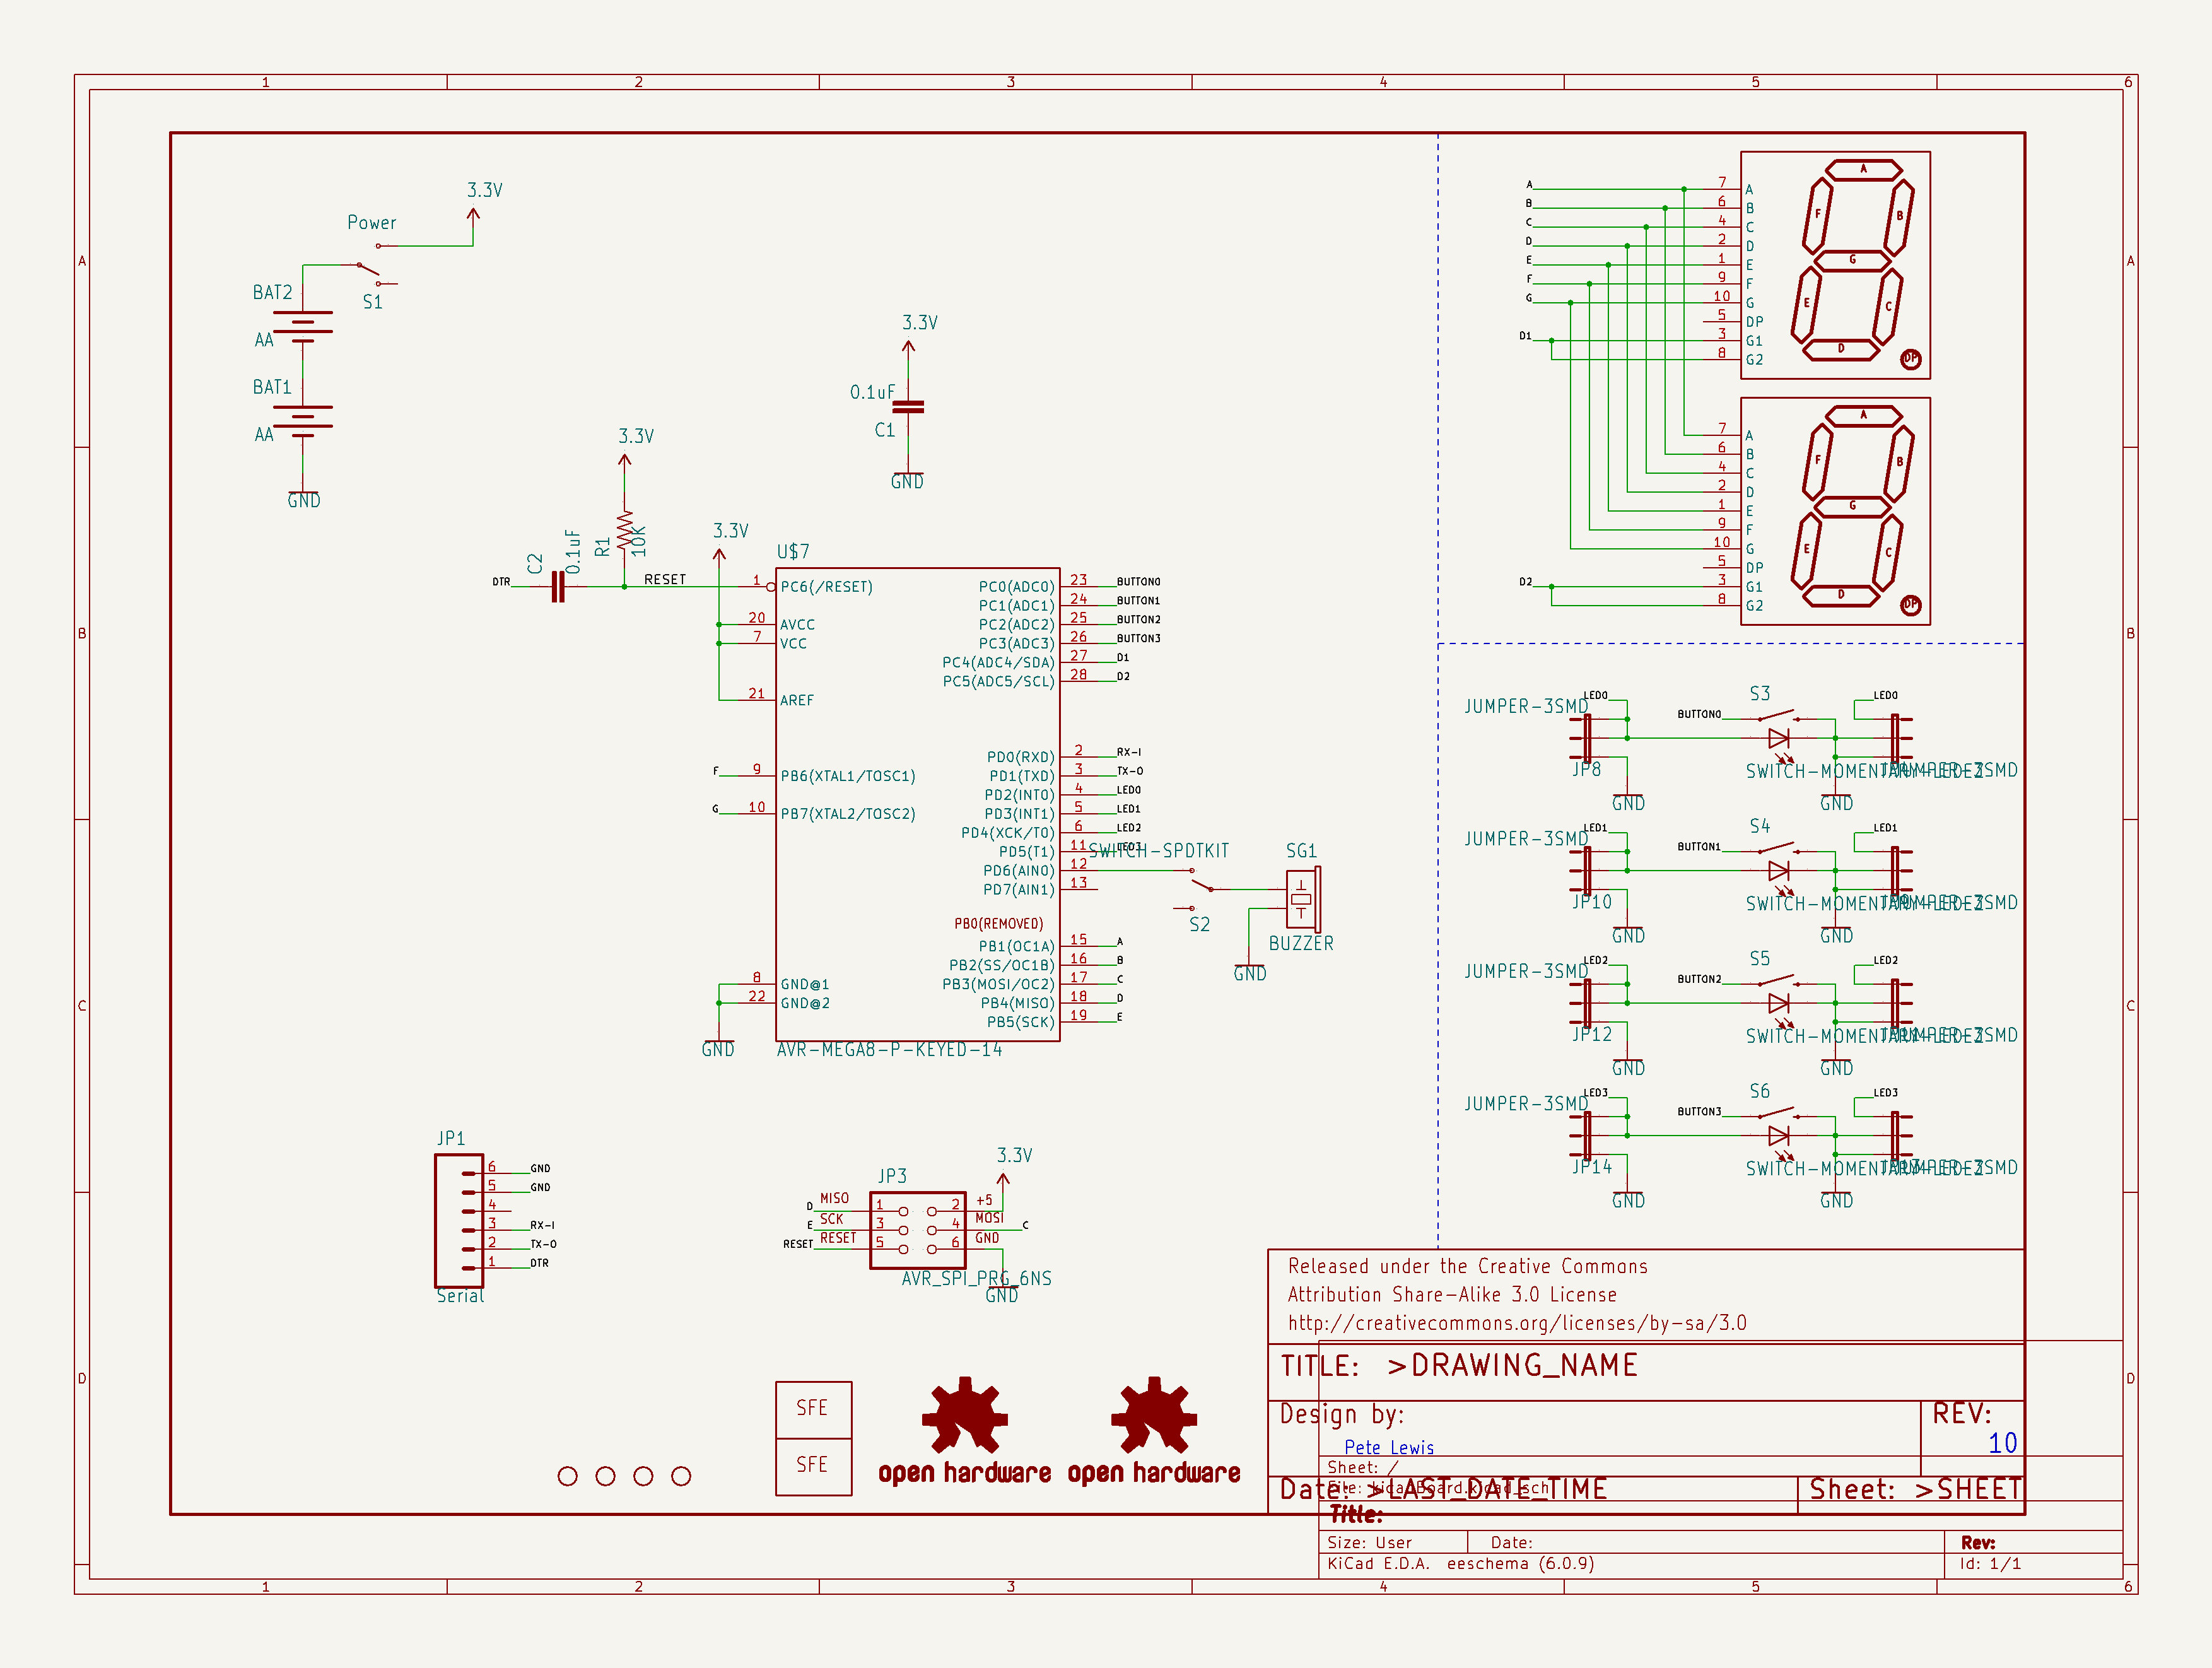 1 2 3 4 5 6
A
B
C
D
A
B
C
D
3.3V
Power
S1
BAT2
AA
BAT1
AA
GND
3.3V
0.1uF
C1
GND
3.3V
R1
10K
C2
0.1uF
DTR
RESET
3.3V
U$7
1 PC6(/RESET)
20 AVCC
7 VCC
21 AREF
F 9 PB6(XTAL1/TOSC1)
G 10 PB7(XTAL2/TOSC2)
8 GND@1
22 GND@2
GND
PC0(ADC0) 23 BUTTON0
PC1(ADC1) 24 BUTTON1
PC2(ADC2) 25 BUTTON2
PC3(ADC3) 26 BUTTON3
PC4(ADC4/SDA) 27 D1
PC5(ADC5/SCL) 28 D2
PD0(RXD) 2 RX-I
PD1(TXD) 3 TX-O
PD2(INT0) 4 LED0
PD3(INT1) 5 LED1
PD4(XCK/T0) 6 LED2
PD5(T1) 11 LED3
PD6(AIN0) 12
PD7(AIN1) 13
PB0(REMOVED)
PB1(OC1A) 15 A
PB2(SS/OC1B) 16 B
PB3(MOSI/OC2) 17 C
PB4(MISO) 18 D
PB5(SCK) 19 E
AVR-MEGA8-P-KEYED-14
SWITCH-SPDTKIT
S2
SG1
BUZZER
GND
A 7 A
B 6 B
C 4 C
D 2 D
E 1 E
F 9 F
G 10 G
5 DP
D1 3 G1
8 G2
A
F B
G
E C
D
DP
7 A
6 B
4 C
2 D
1 E
9 F
10 G
5 DP
D2 3 G1
8 G2
A
F B
G
E C
D
DP
JUMPER-3SMD
LED0
BUTTON0
S3
LED0
JP8
SWITCH-MOMENTARY-LED2
JUMPER-3SMD
GND
GND
JUMPER-3SMD
LED1
BUTTON1
S4
LED1
JP10
SWITCH-MOMENTARY-LED2
JUMPER-3SMD
GND
GND
JUMPER-3SMD
LED2
BUTTON2
S5
LED2
JP12
SWITCH-MOMENTARY-LED2
JUMPER-3SMD
GND
GND
JUMPER-3SMD
LED3
BUTTON3
S6
LED3
JP14
SWITCH-MOMENTARY-LED2
JUMPER-3SMD
GND
GND
JP1
6 GND
5 GND
4
3 RX-I
2 TX-O
1 DTR
Serial
JP3
3.3V
D MISO 1 2 +5
E SCK 3 4 MOSI C
RESET RESET 5 6 GND
AVR_SPI_PRG_6NS
GND
SFE
SFE
open hardware
open hardware
Released under the Creative Commons
Attribution Share-Alike 3.0 License
http://creativecommons.org/licenses/by-sa/3.0
TITLE: >DRAWING_NAME
Design by:
Pete Lewis
REV:
10
Sheet: /
File: kicadBoard.kicad_sch
Date: >LAST_DATE_TIME
Sheet: >SHEET
Title:
Size: User Date: Rev:
KiCad E.D.A. eeschema (6.0.9) Id: 1/1
1 2 3 4 5 6